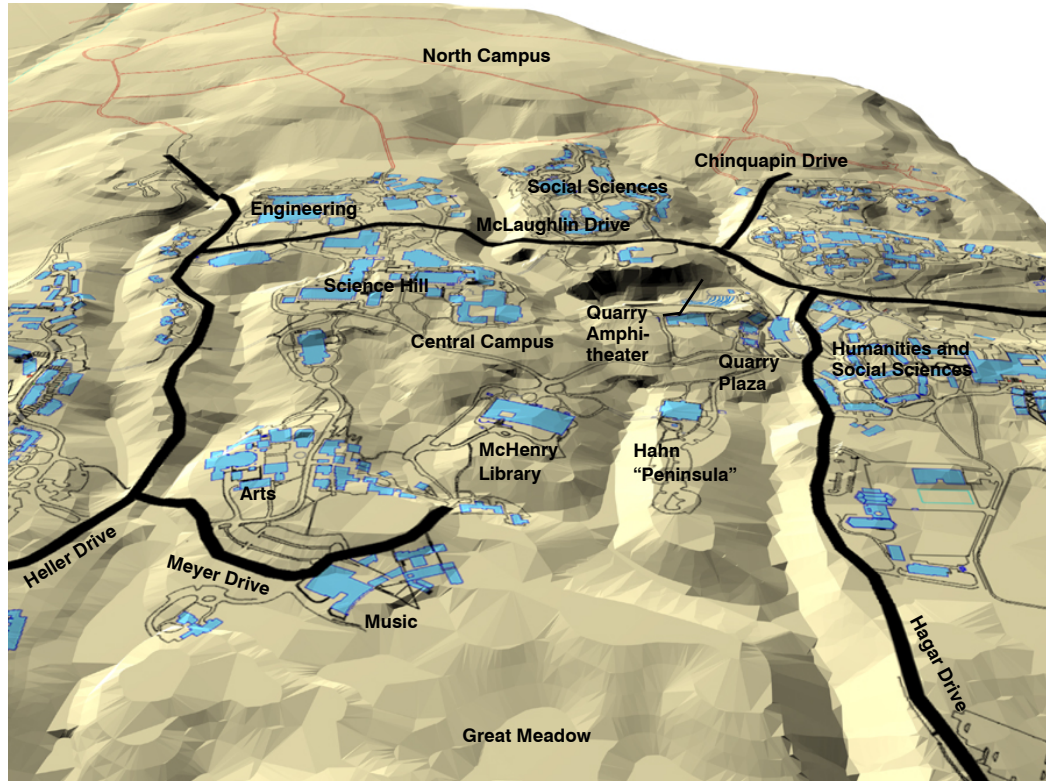 North Campus
Chinquapin Drive
Social Sciences
Engineering
McLaughlin Drive
Science Hill
Quarry
Amphi-
theater
Central Campus
Humanities and
Social Sciences
Quarry
Plaza
McHenry
Library
Hahn
“Peninsula”
Arts
Heller Drive
Meyer Drive
Music
Hagar Drive
Great Meadow